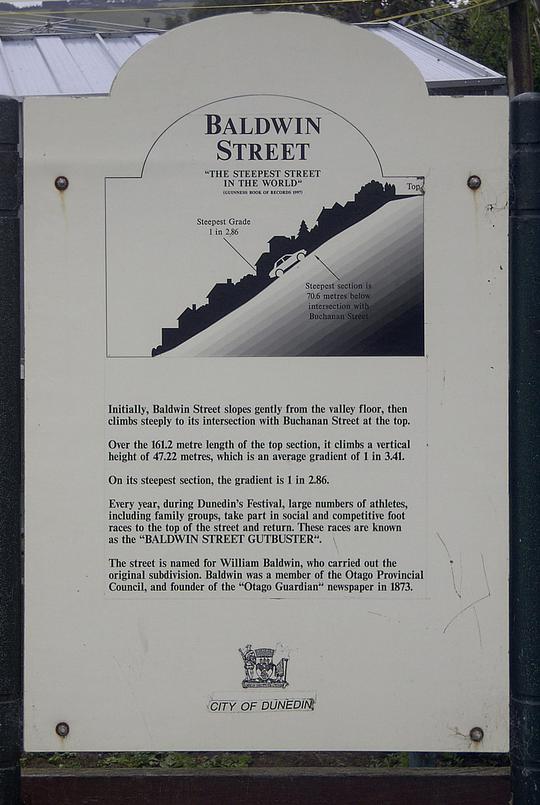 BALDWIN
STREET
"THE STEEPEST STREET
IN THE WORLD"
(GUINNESS BOOK OF RECORDS 1997)
Top
Steepest Grade
1 in 2.86
Steepest section is
70.6 metres below
intersection with
Buchanan Street
Initially, Baldwin Street slopes gently from the valley floor, then
climbs steeply to its intersection with Buchanan Street at the top.
Over the 161.2 metre length of the top section, it climbs a vertical
height of 47.22 metres, which is an average gradient of 1 in 3.41.
On its steepest section, the gradient is 1 in 2.86.
Every year, during Dunedin's Festival, large numbers of athletes,
including family groups, take part in social and competitive foot
races to the top of the street and return. These races are known
as the "BALDWIN STREET GUTBUSTER".
The street is named for William Baldwin, who carried out the
original subdivision. Baldwin was a member of the Otago Provincial
Council, and founder of the "Otago Guardian" newspaper in 1873.
CITY OF DUNEDIN